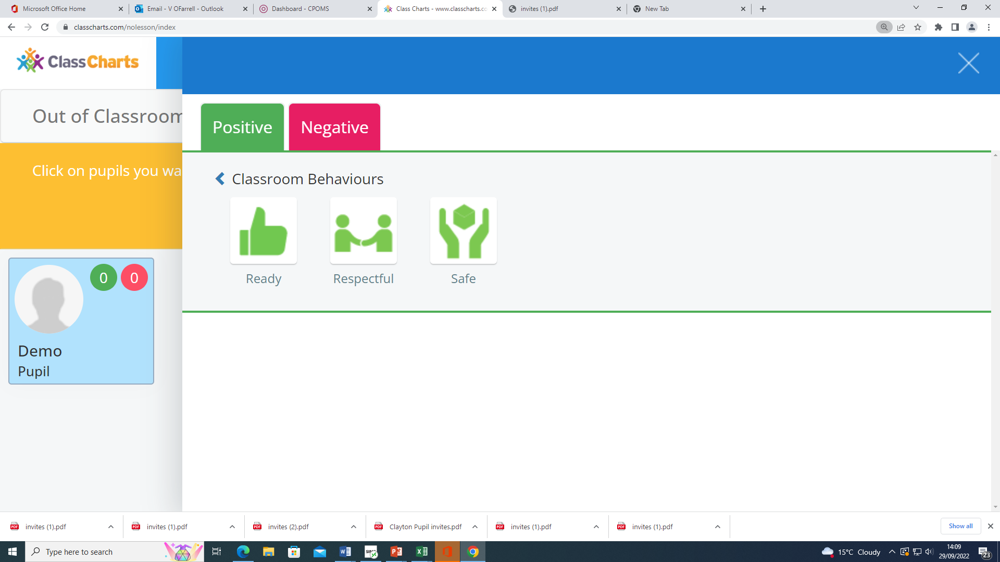 Microsoft Office Home
Email - V OFarrell - Outlook
Dashboard - CPOMS
Class Charts - www.classcharts.co
invites (1).pdf
New Tab
classcharts.com/nolesson/index
ClassCharts
Out of Classroom
Positive
Negative
Click on pupils you wa
Classroom Behaviours
Ready
Respectful
Safe
0
0
Demo
Pupil
invites (1).pdf
invites (1).pdf
invites (2).pdf
Clayton Pupil invites.pdf
invites (1).pdf
invites (1).pdf
Show all
Type here to search
15°C Cloudy
14:09
29/09/2022
23